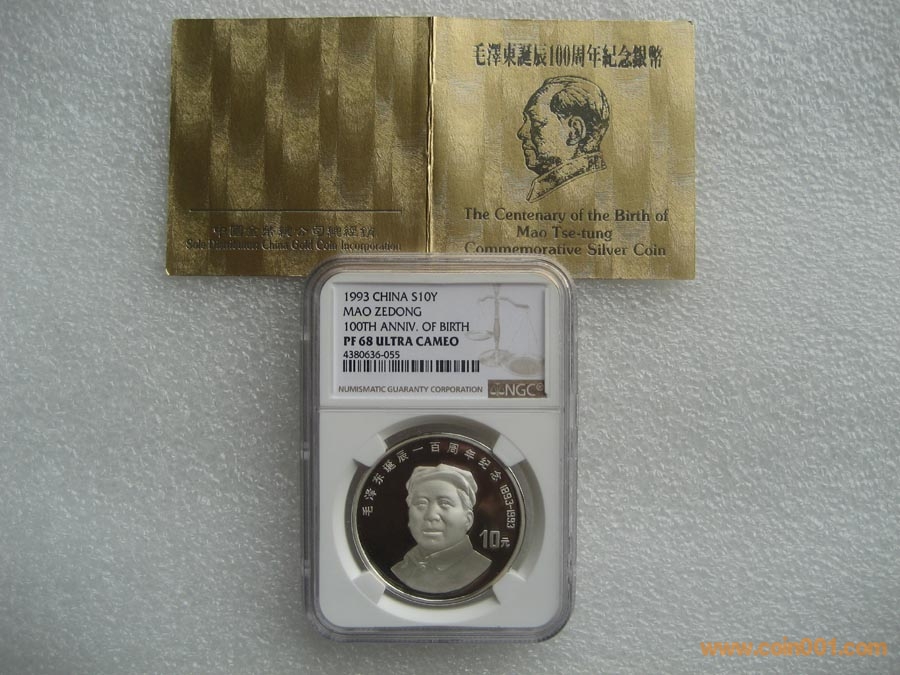 毛澤東誕辰100周年紀念銀幣
The Centenary of the Birth of
Mao Tse-tung
Commemorative Silver Coin
中國金幣總公司總經銷
Sole Distribution China Gold Coin Incorporation
1993 CHINA S10Y
MAO ZEDONG
100TH ANNIV. OF BIRTH
PF 68 ULTRA CAMEO
4380636-055
NUMISMATIC GUARANTY CORPORATION
NGC
毛泽东诞辰一百周年纪念 1893-1993
10元
www.coin001.com